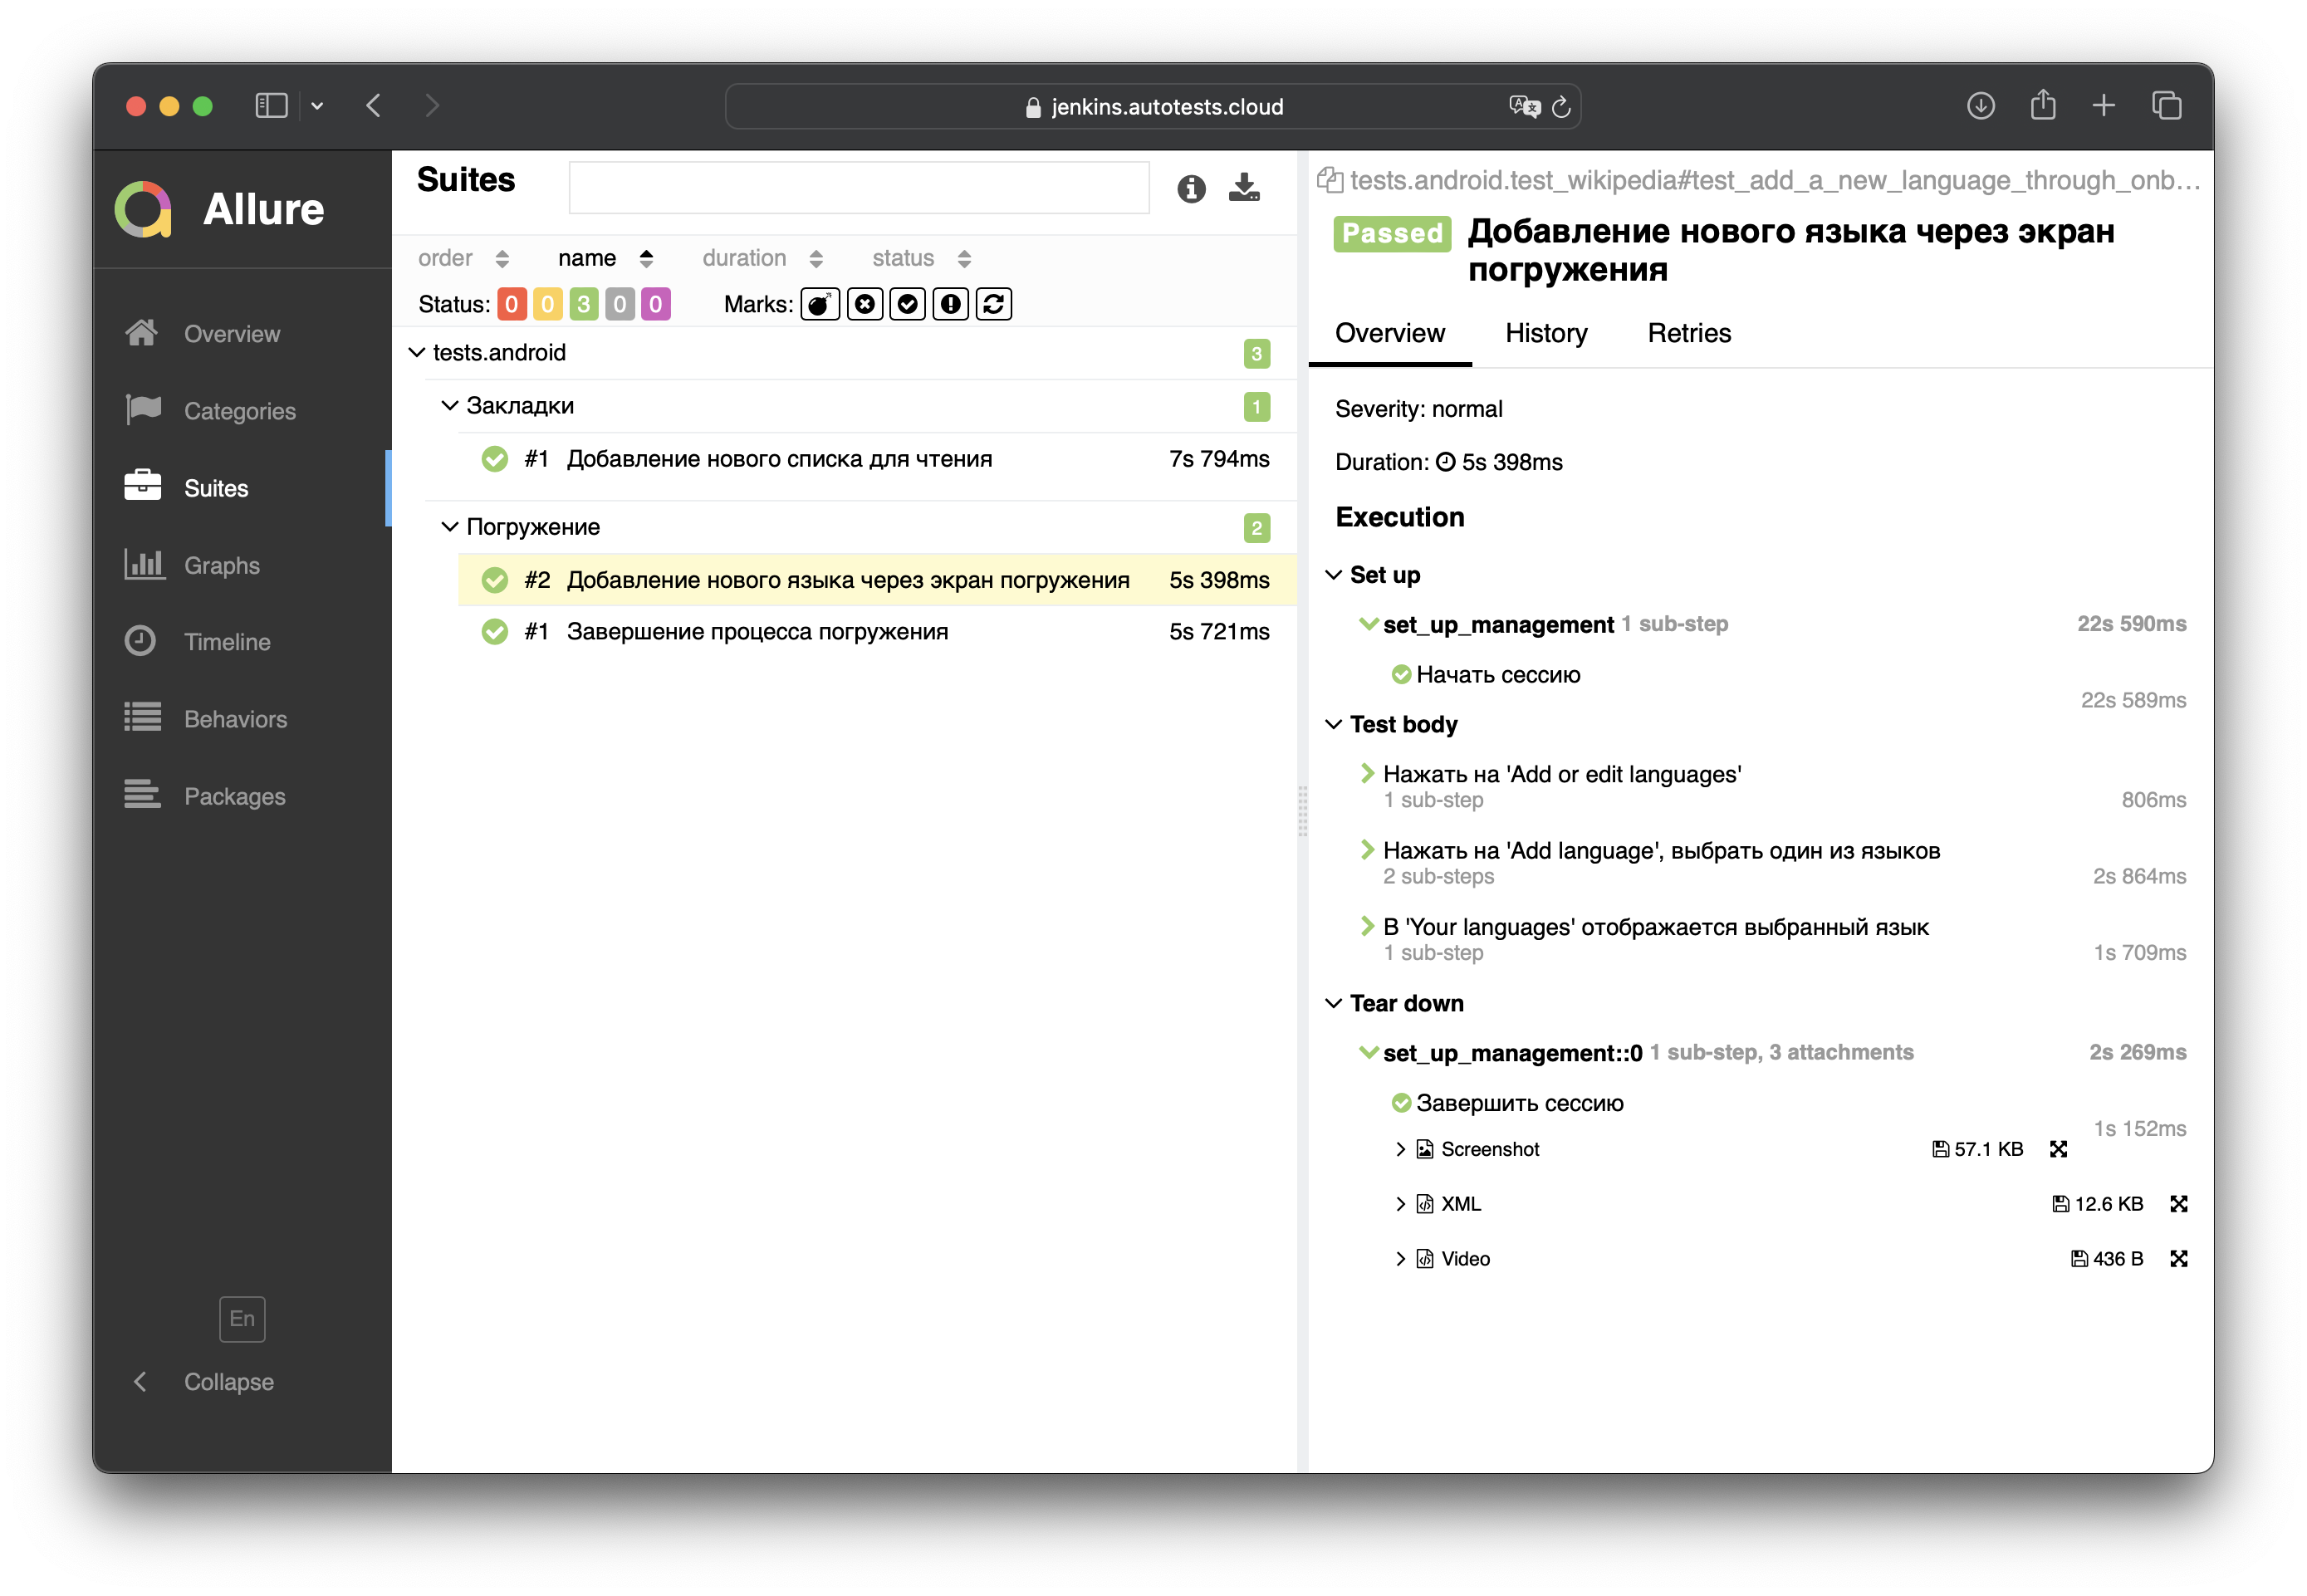 jenkins.autotests.cloud
Allure
Overview
Categories
Suites
Graphs
Timeline
Behaviors
Packages
En
Collapse
Suites
order name duration status
Status: 0 0 3 0 0 Marks:
tests.android 3
Закладки 1
#1 Добавление нового списка для чтения 7s 794ms
Погружение 2
#2 Добавление нового языка через экран погружения 5s 398ms
#1 Завершение процесса погружения 5s 721ms
tests.android.test_wikipedia#test_add_a_new_language_through_onb...
Passed Добавление нового языка через экран
погружения
Overview History Retries
Severity: normal
Duration: 5s 398ms
Execution
Set up
set_up_management 1 sub-step 22s 590ms
Начать сессию
22s 589ms
Test body
Нажать на 'Add or edit languages'
1 sub-step 806ms
Нажать на 'Add language', выбрать один из языков
2 sub-steps 2s 864ms
В 'Your languages' отображается выбранный язык
1 sub-step 1s 709ms
Tear down
set_up_management::0 1 sub-step, 3 attachments 2s 269ms
Завершить сессию
1s 152ms
Screenshot 57.1 KB
XML 12.6 KB
Video 436 B